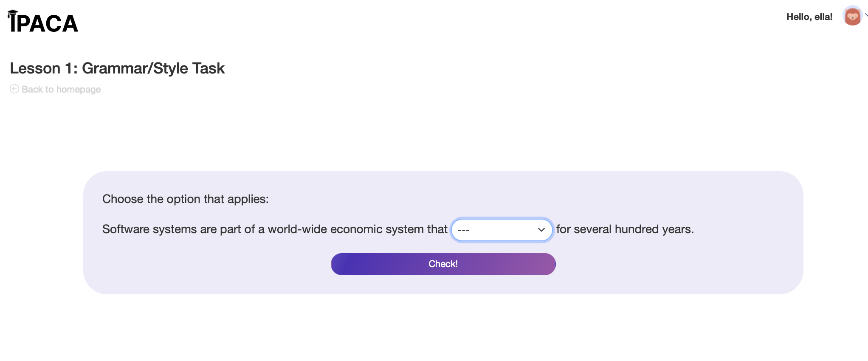 IPACA
Hello, ella!
Lesson 1: Grammar/Style Task
Back to homepage
Choose the option that applies:
Software systems are part of a world-wide economic system that --- for several hundred years.
Check!